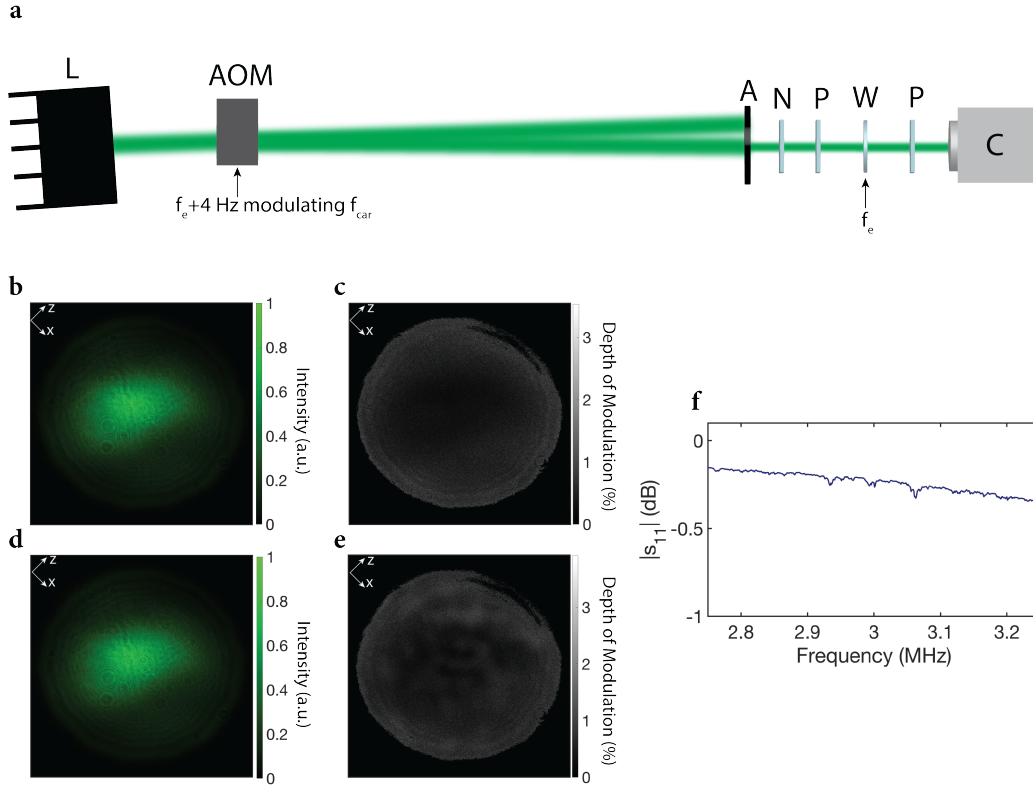 a
L
AOM
A N P W P
C
fe+4 Hz modulating fcar
fe
b
z
x
1
0.8
0.6
0.4
0.2
0
Intensity (a.u.)
c
z
x
3
2
1
0
Depth of Modulation (%)
d
z
x
1
0.8
0.6
0.4
0.2
0
Intensity (a.u.)
e
z
x
3
2
1
0
Depth of Modulation (%)
f
0
-0.5
-1
|s11| (dB)
2.8 2.9 3 3.1 3.2
Frequency (MHz)